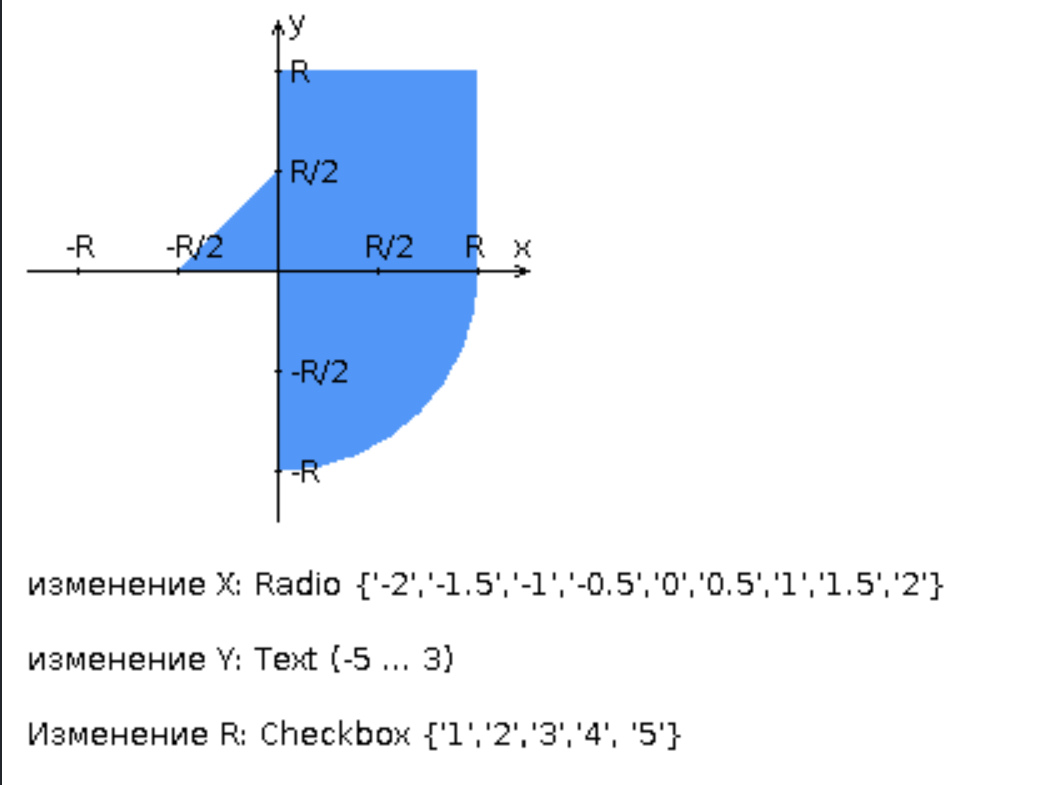 y
R
R/2
-R -R/2 R/2 R x
-R/2
-R
изменение X: Radio {'-2','-1.5','-1','-0.5','0','0.5','1','1.5','2'}
изменение Y: Text (-5 ... 3)
Изменение R: Checkbox {'1','2','3','4', '5'}